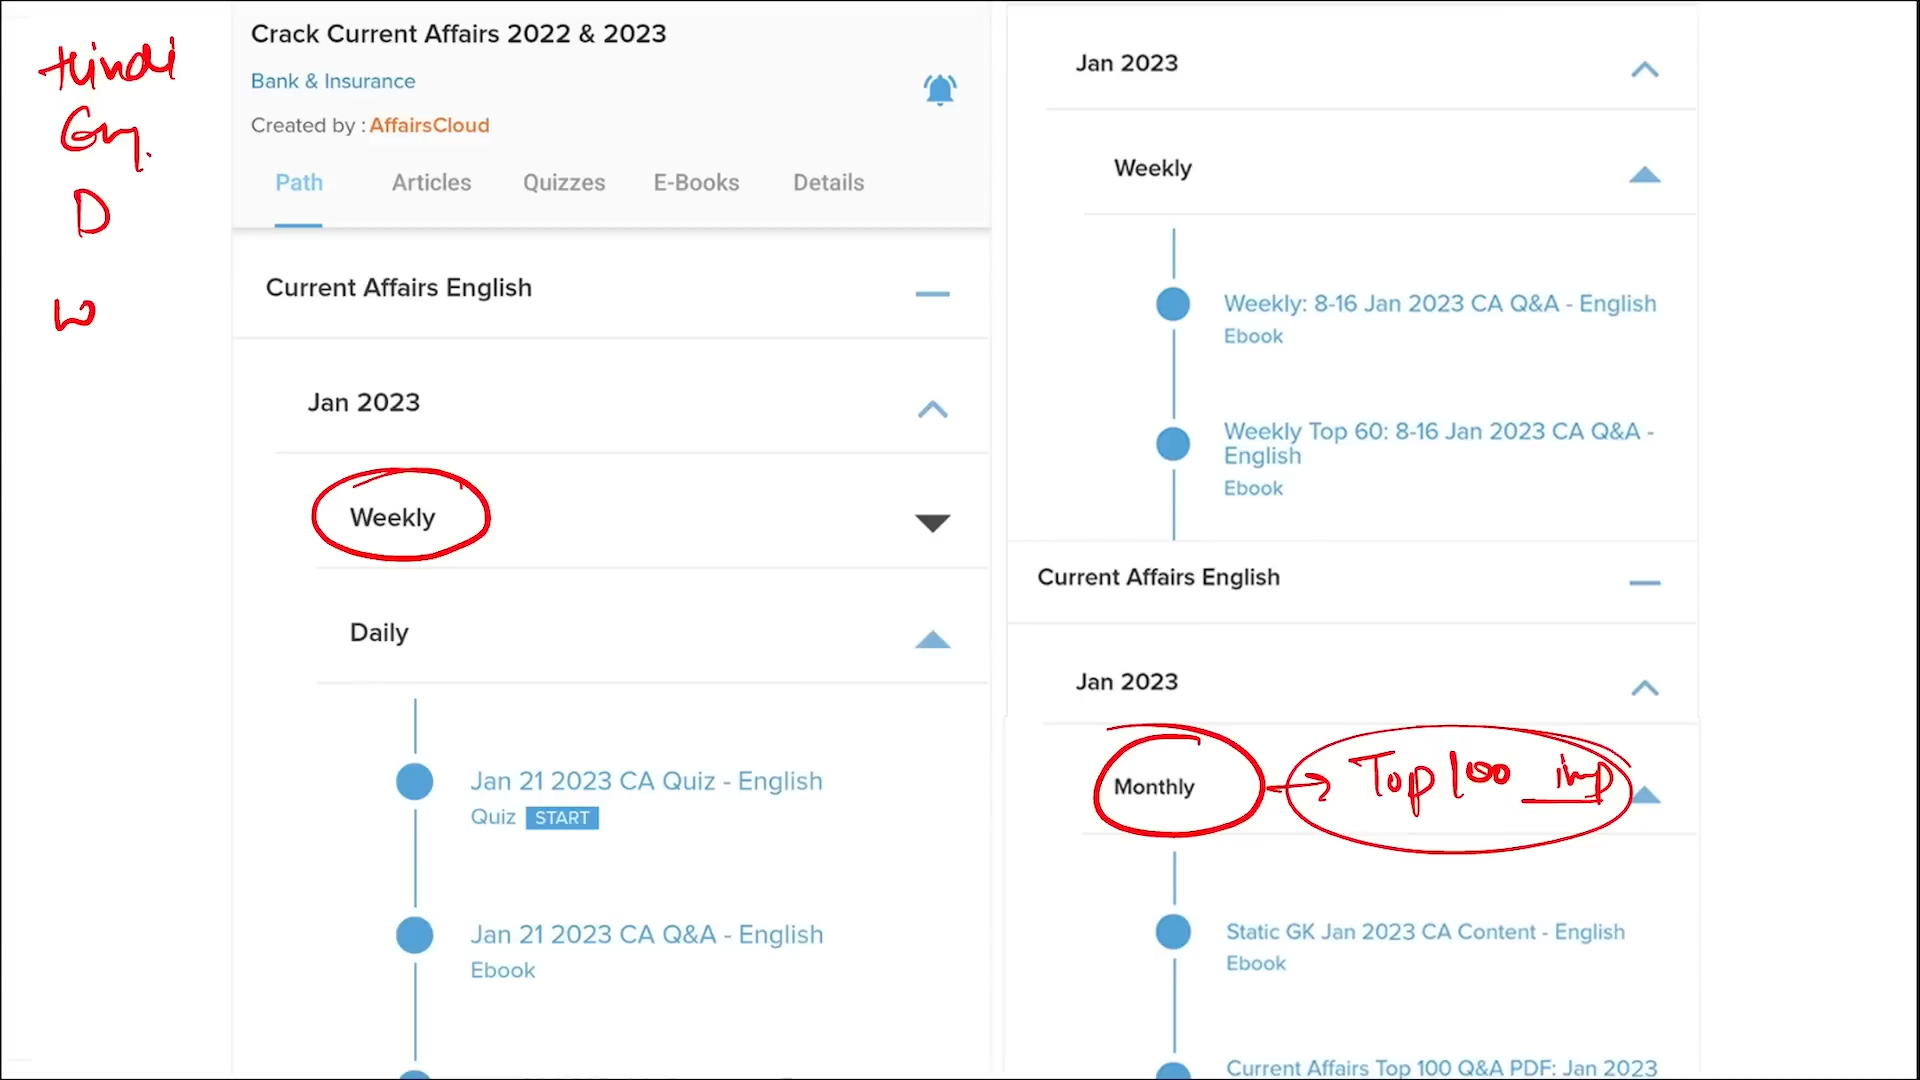 Hindi
Eng.
D
W
Crack Current Affairs 2022 & 2023
Bank & Insurance
Created by : AffairsCloud
Path Articles Quizzes E-Books Details
Current Affairs English
Jan 2023
Weekly
Daily
Jan 21 2023 CA Quiz - English
Quiz START
Jan 21 2023 CA Q&A - English
Ebook
Jan 2023
Weekly
Weekly: 8-16 Jan 2023 CA Q&A - English
Ebook
Weekly Top 60: 8-16 Jan 2023 CA Q&A -
English
Ebook
Current Affairs English
Jan 2023
Monthly → Top 100 imp
Static GK Jan 2023 CA Content - English
Ebook
Current Affairs Top 100 Q&A PDF: Jan 2023